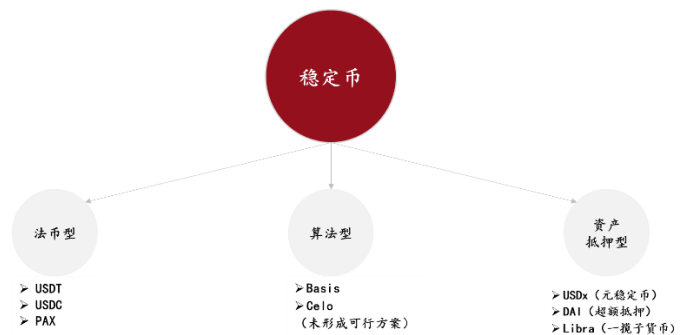 稳定币
法币型
算法型
资产
抵押型
➢USDT
➢USDC
➢PAX
➢Basis
➢Celo
（未形成可行方案）
➢USDx（元稳定币）
➢DAI（超额抵押）
➢Libra（一揽子货币）